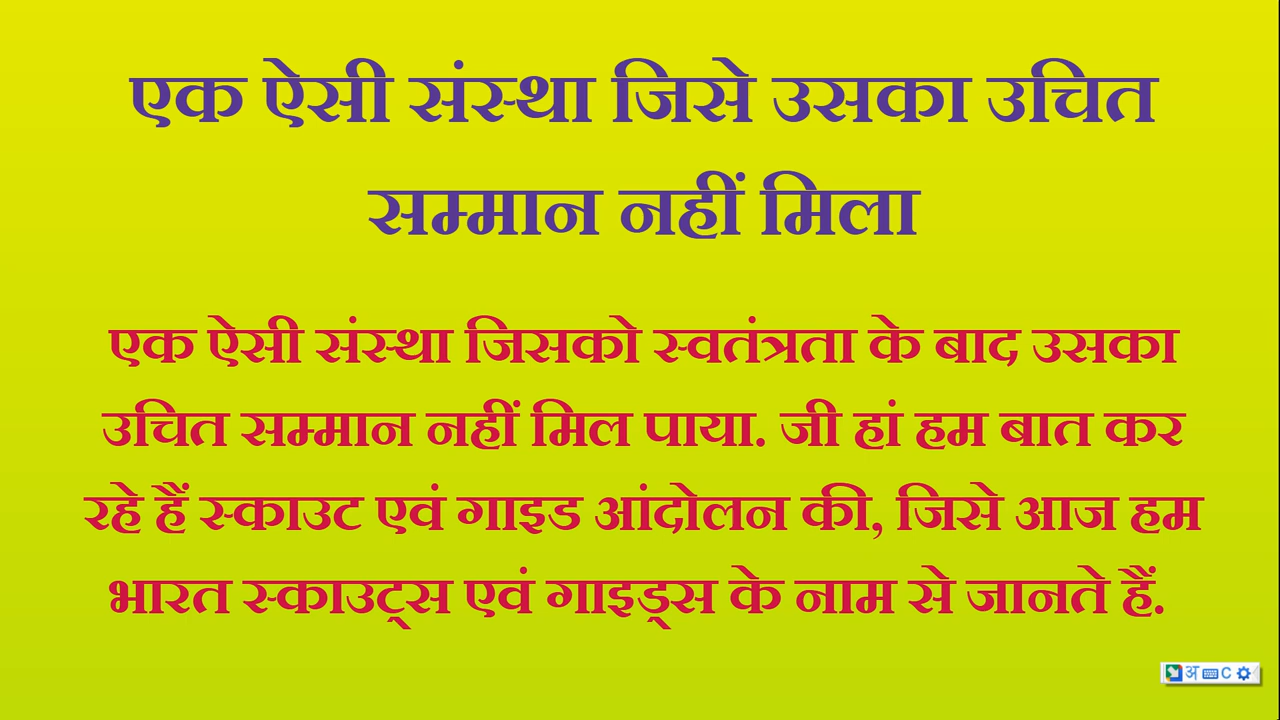 एक ऐसी संस्था जिसे उसका उचित
सम्मान नहीं मिला
एक ऐसी संस्था जिसको स्वतंत्रता के बाद उसका
उचित सम्मान नहीं मिल पाया. जी हां हम बात कर
रहे हैं स्काउट एवं गाइड आंदोलन की, जिसे आज हम
भारत स्काउट्स एवं गाइड्स के नाम से जानते हैं.
अ C